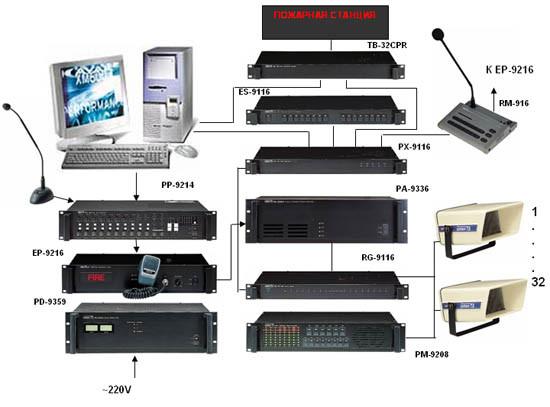 ПОЖАРНАЯ СТАНЦИЯ
TB-32CPR
К EP-9216
ES-9116
RM-916
PX-9116
PP-9214
PA-9336
1
.
.
.
.
32
EP-9216
RG-9116
FIRE
PD-9359
PM-9208
~220V